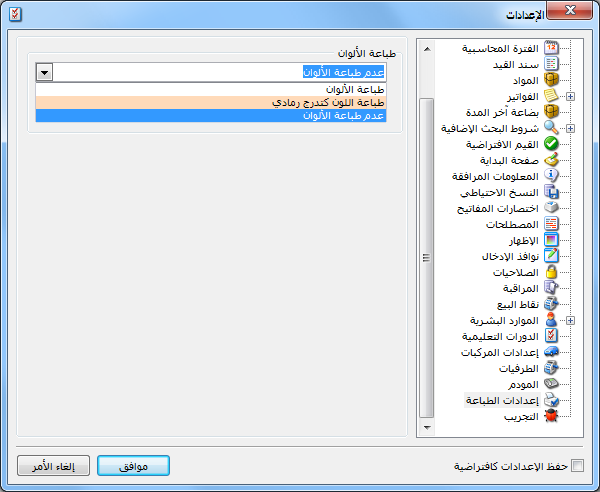 الإعدادات
الفترة المحاسبية
سند القيد
المواد
الفواتير
بضاعة آخر المدة
شروط البحث الإضافية
القيم الافتراضية
صفحة البداية
المعلومات المرافقة
النسخ الاحتياطي
اختصارات المفاتيح
المصطلحات
الإظهار
نوافذ الإدخال
الصلاحيات
المراقبة
نقاط البيع
الموارد البشرية
الدورات التعليمية
إعدادات المركبات
الطرفيات
المودم
إعدادات الطباعة
التجريب
طباعة الألوان
عدم طباعة الألوان
طباعة الألوان
طباعة اللون كتدرج رمادي
عدم طباعة الألوان
حفظ الإعدادات كافتراضية
موافق
إلغاء الأمر